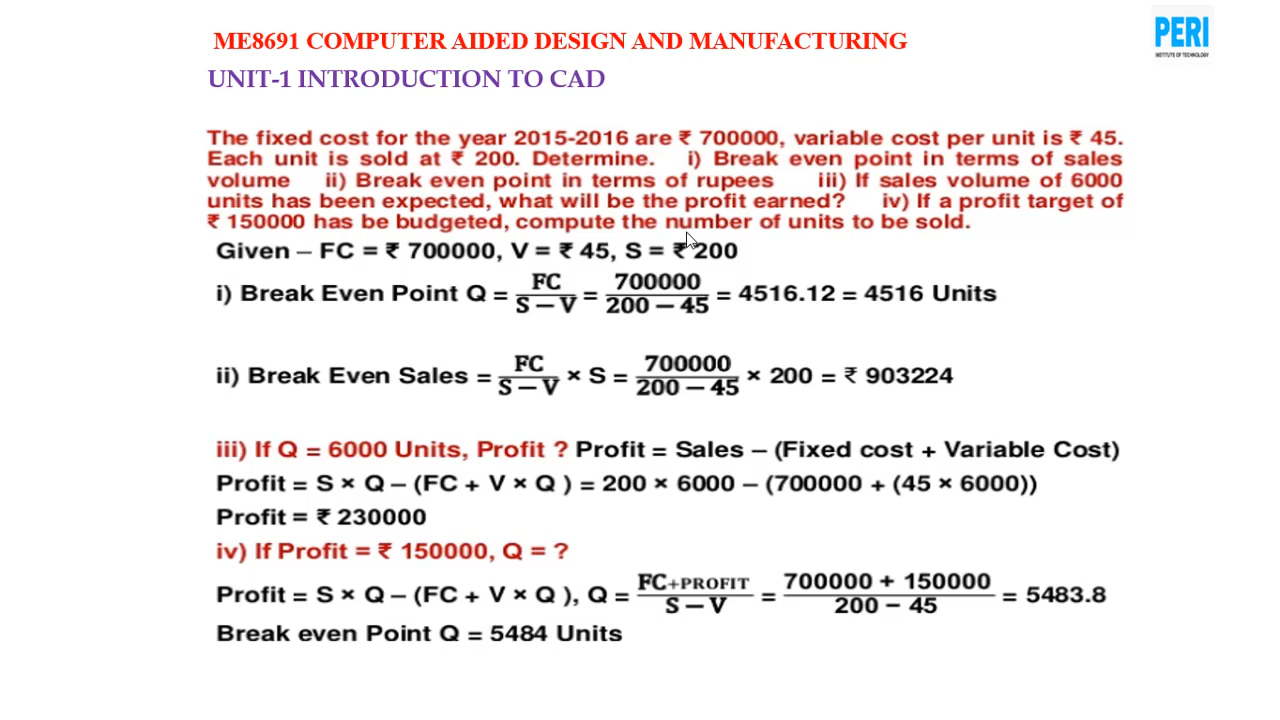 ME8691 COMPUTER AIDED DESIGN AND MANUFACTURING
PERI
INSTITUTE OF TECHNOLOGY
UNIT-1 INTRODUCTION TO CAD
The fixed cost for the year 2015-2016 are ₹ 700000, variable cost per unit is ₹ 45.
Each unit is sold at ₹ 200. Determine. i) Break even point in terms of sales
volume ii) Break even point in terms of rupees iii) If sales volume of 6000
units has been expected, what will be the profit earned? iv) If a profit target of
₹ 150000 has be budgeted, compute the number of units to be sold.
Given – FC = ₹ 700000, V = ₹ 45, S = ₹ 200
i) Break Even Point Q = FC / S – V = 700000 / 200 – 45 = 4516.12 = 4516 Units
ii) Break Even Sales = FC / S – V × S = 700000 / 200 – 45 × 200 = ₹ 903224
iii) If Q = 6000 Units, Profit ? Profit = Sales – (Fixed cost + Variable Cost)
Profit = S × Q – (FC + V × Q ) = 200 × 6000 – (700000 + (45 × 6000))
Profit = ₹ 230000
iv) If Profit = ₹ 150000, Q = ?
Profit = S × Q – (FC + V × Q ), Q = FC+PROFIT / S – V = 700000 + 150000 / 200 – 45 = 5483.8
Break even Point Q = 5484 Units